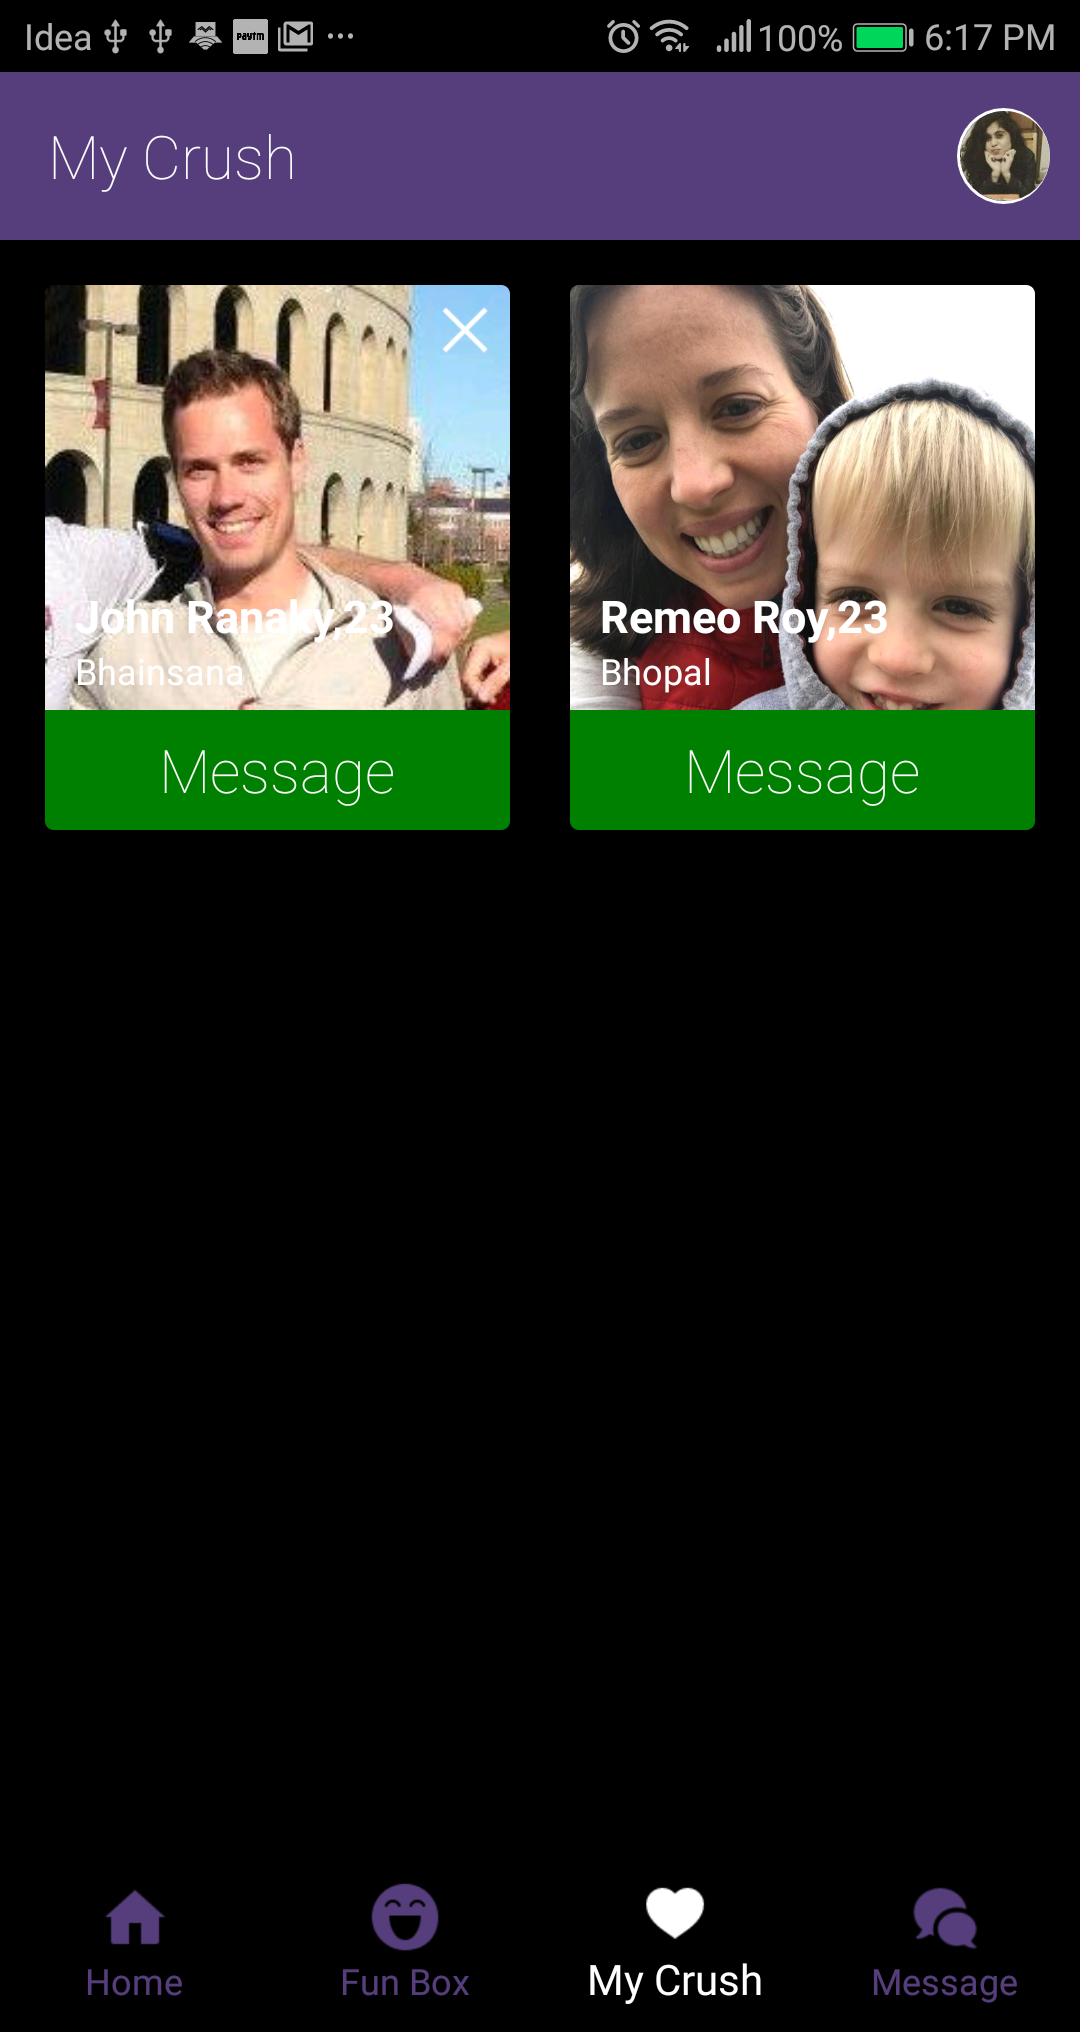 Idea paytm M ... 100% 6:17 PM
My Crush
John Ranaky,23
Bhainsana
Message
Remeo Roy,23
Bhopal
Message
Home Fun Box My Crush Message